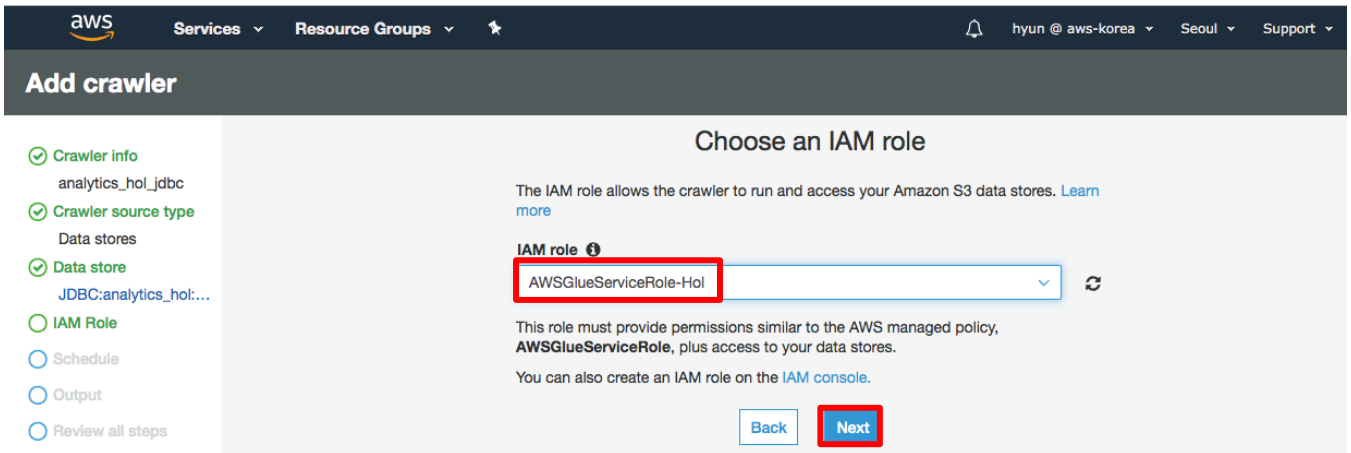 aws Services Resource Groups hyun @ aws-korea Seoul Support
Add crawler
Crawler info
analytics_hol_jdbc
Crawler source type
Data stores
Data store
JDBC:analytics_hol:...
IAM Role
Schedule
Output
Review all steps
Choose an IAM role
The IAM role allows the crawler to run and access your Amazon S3 data stores. Learn
more
IAM role
AWSGlueServiceRole-Hol
This role must provide permissions similar to the AWS managed policy,
AWSGlueServiceRole, plus access to your data stores.
You can also create an IAM role on the IAM console.
Back Next